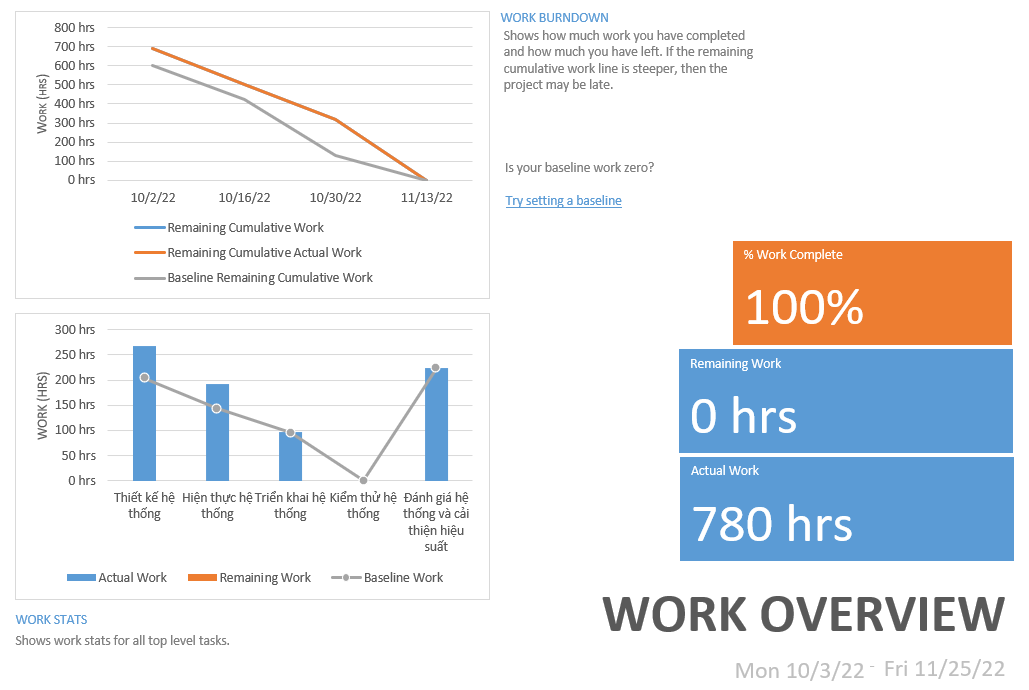 800 hrs
700 hrs
600 hrs
500 hrs
400 hrs
300 hrs
200 hrs
100 hrs
0 hrs
WORK (HRS)
10/2/22 10/16/22 10/30/22 11/13/22
Remaining Cumulative Work
Remaining Cumulative Actual Work
Baseline Remaining Cumulative Work
WORK BURNDOWN
Shows how much work you have completed
and how much you have left. If the remaining
cumulative work line is steeper, then the
project may be late.
Is your baseline work zero?
Try setting a baseline
% Work Complete
100%
Remaining Work
0 hrs
Actual Work
780 hrs
300 hrs
250 hrs
200 hrs
150 hrs
100 hrs
50 hrs
0 hrs
WORK (HRS)
Thiết kế hệ
thống
Hiện thực hệ
thống
Triển khai hệ
thống
Kiểm thử hệ
thống
Đánh giá hệ
thống và cải
thiện hiệu
suất
Actual Work Remaining Work Baseline Work
WORK STATS
Shows work stats for all top level tasks.
WORK OVERVIEW
Mon 10/3/22 - Fri 11/25/22